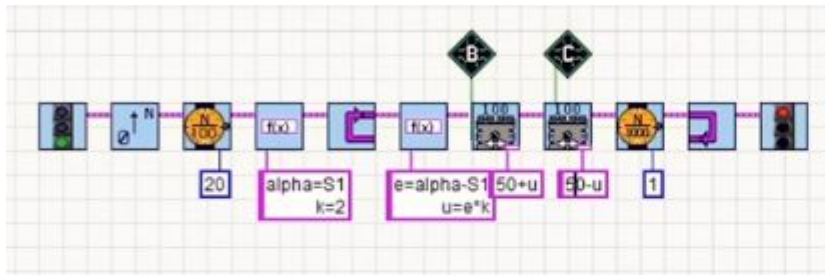 B
C
Ø N
N
100
f(x)
f(x)
100
100
N
1000
20
alpha=S1
k=2
e=alpha-S1
u=e*k
50+u
50-u
1